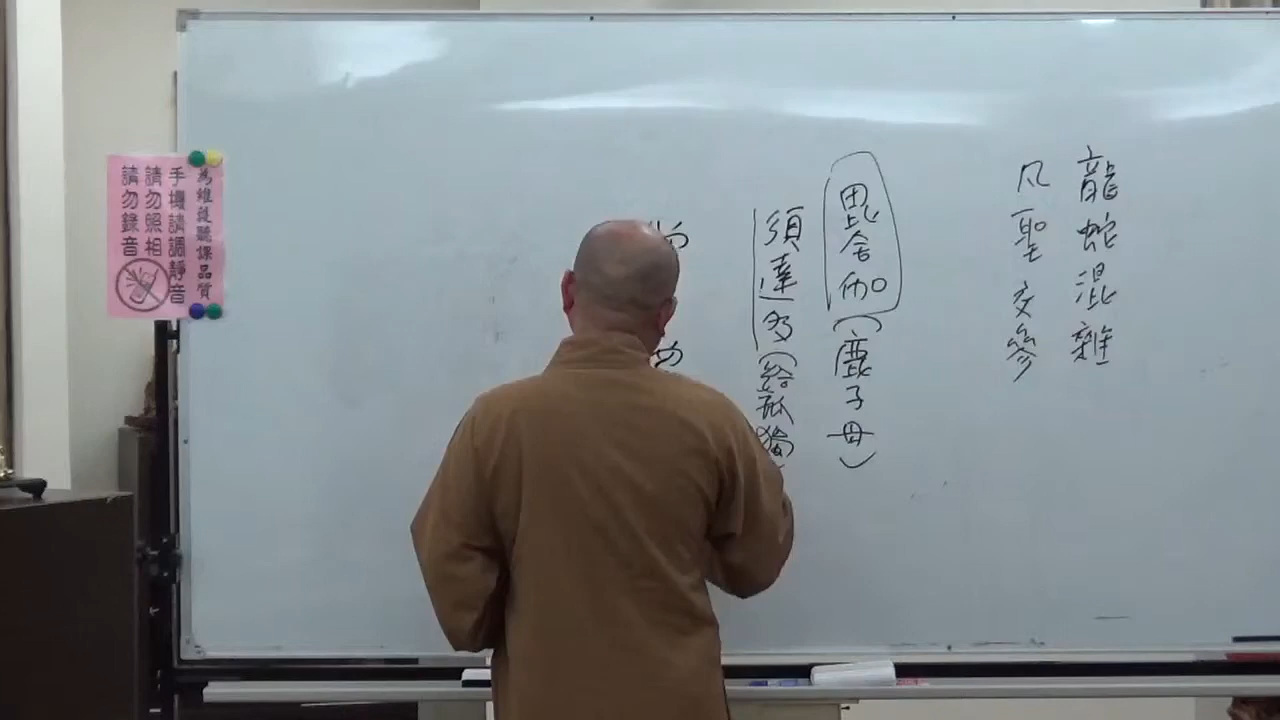 龍蛇混雜
凡聖交參
毘舍佉(鹿子母)
須達多(給孤獨)
為維護聽課品質
手機請調靜音
請勿照相
請勿錄音